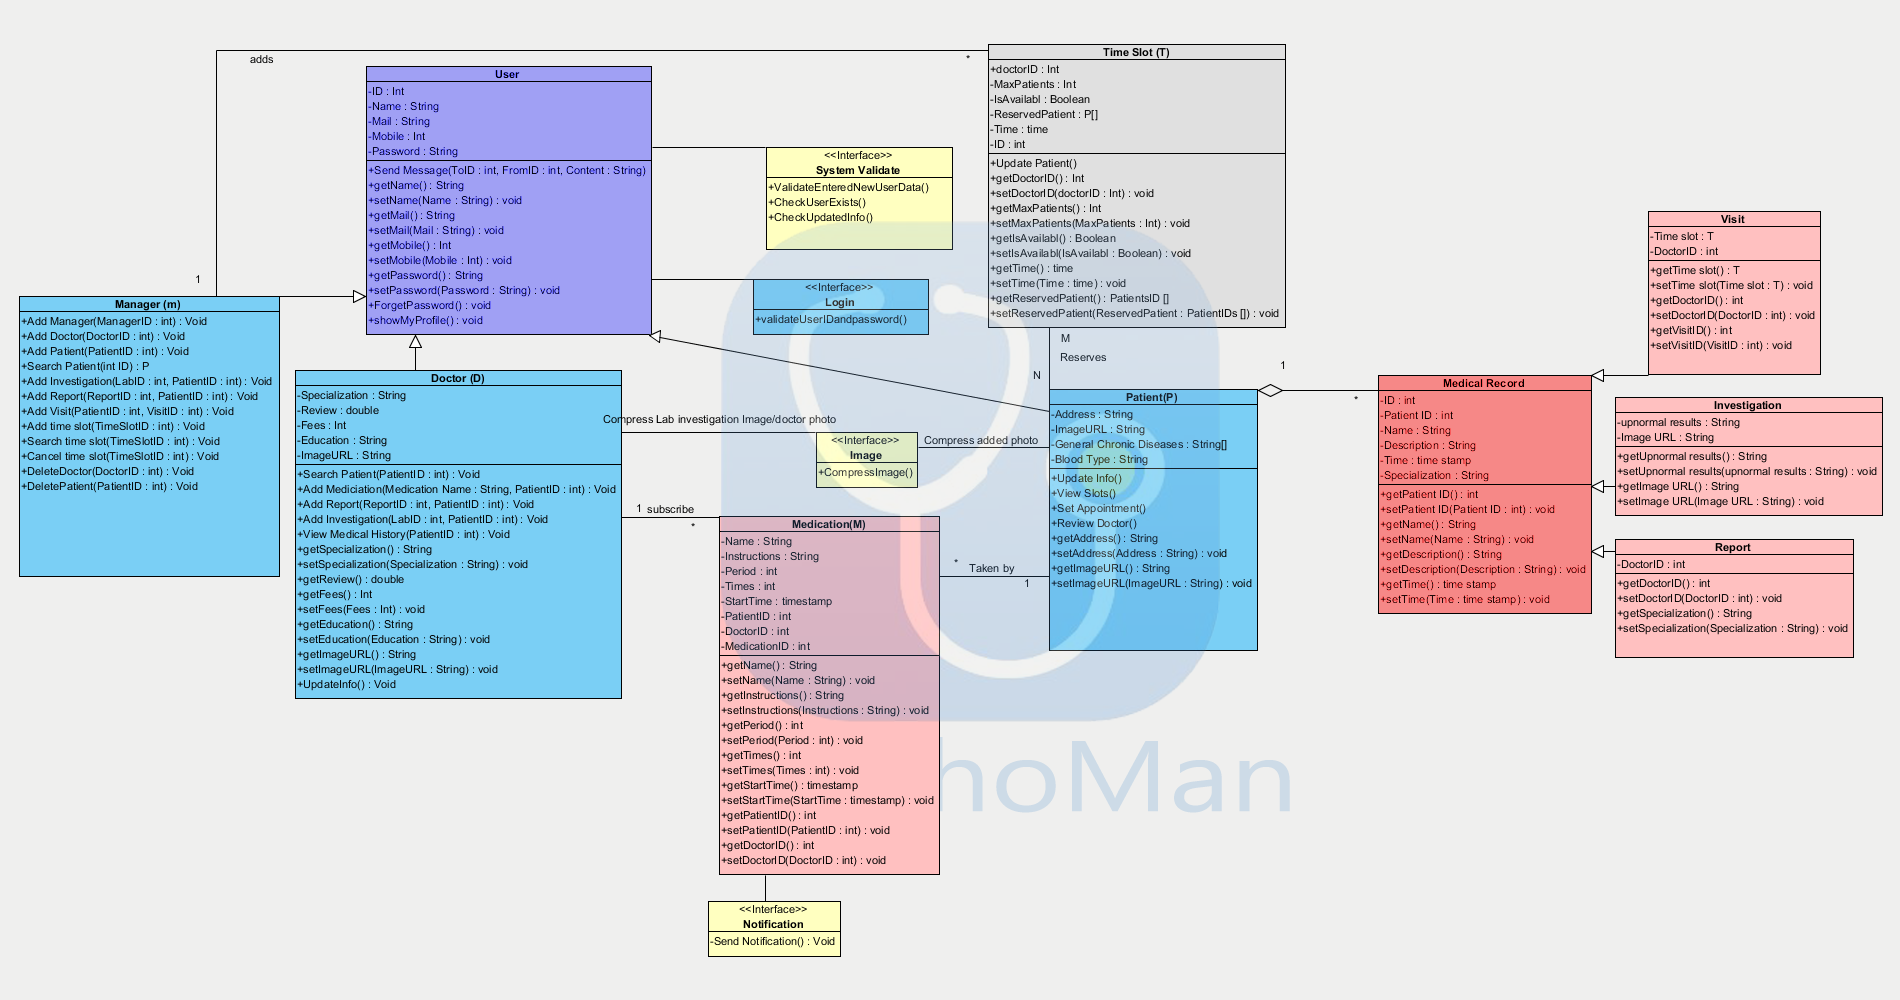 adds
*
1
User
-ID : Int
-Name : String
-Mail : String
-Mobile : Int
-Password : String
+Send Message(ToID : int, FromID : int, Content : String)
+getName() : String
+setName(Name : String) : void
+getMail() : String
+setMail(Mail : String) : void
+getMobile() : Int
+setMobile(Mobile : Int) : void
+getPassword() : String
+setPassword(Password : String) : void
+ForgetPassword() : void
+showMyProfile() : void
<<Interface>>
System Validate
+ValidateEnteredNewUserData()
+CheckUserExists()
+CheckUpdatedInfo()
<<Interface>>
Login
+validateUserIDandpassword()
Time Slot (T)
+doctorID : Int
-MaxPatients : Int
-IsAvailabl : Boolean
-ReservedPatient : P[]
-Time : time
-ID : int
+Update Patient()
+getDoctorID() : Int
+setDoctorID(doctorID : Int) : void
+getMaxPatients() : Int
+setMaxPatients(MaxPatients : Int) : void
+getIsAvailabl() : Boolean
+setIsAvailabl(IsAvailabl : Boolean) : void
+getTime() : time
+setTime(Time : time) : void
+getReservedPatient() : PatientsID []
+setReservedPatient(ReservedPatient : PatientIDs []) : void
M
Reserves
N
Manager (m)
+Add Manager(ManagerID : int) : Void
+Add Doctor(DoctorID : int) : Void
+Add Patient(PatientID : int) : Void
+Search Patient(int ID) : P
+Add Investigation(LabID : int, PatientID : int) : Void
+Add Report(ReportID : int, PatientID : int) : Void
+Add Visit(PatientID : int, VisitID : int) : Void
+Add time slot(TimeSlotID : int) : Void
+Search time slot(TimeSlotID : int) : Void
+Cancel time slot(TimeSlotID : int) : Void
+DeleteDoctor(DoctorID : int) : Void
+DeletePatient(PatientID : int) : Void
Doctor (D)
-Specialization : String
-Review : double
-Fees : Int
-Education : String
-ImageURL : String
+Search Patient(PatientID : int) : Void
+Add Mediciation(Medication Name : String, PatientID : int) : Void
+Add Report(ReportID : int, PatientID : int) : Void
+Add Investigation(LabID : int, PatientID : int) : Void
+View Medical History(PatientID : int) : Void
+getSpecialization() : String
+setSpecialization(Specialization : String) : void
+getReview() : double
+getFees() : Int
+setFees(Fees : Int) : void
+getEducation() : String
+setEducation(Education : String) : void
+getImageURL() : String
+setImageURL(ImageURL : String) : void
+UpdateInfo() : Void
Compress Lab investigation Image/doctor photo
<<Interface>>
Image
+CompressImage()
Compress added photo
1 subscribe
*
Medication(M)
-Name : String
-Instructions : String
-Period : int
-Times : int
-StartTime : timestamp
-PatientID : int
-DoctorID : int
-MedicationID : int
+getName() : String
+setName(Name : String) : void
+getInstructions() : String
+setInstructions(Instructions : String) : void
+getPeriod() : int
+setPeriod(Period : int) : void
+getTimes() : int
+setTimes(Times : int) : void
+getStartTime() : timestamp
+setStartTime(StartTime : timestamp) : void
+getPatientID() : int
+setPatientID(PatientID : int) : void
+getDoctorID() : int
+setDoctorID(DoctorID : int) : void
*
Taken by
1
<<Interface>>
Notification
-Send Notification() : Void
Patient(P)
-Address : String
-ImageURL : String
-General Chronic Diseases : String[]
-Blood Type : String
+Update Info()
+View Slots()
+Set Appointment()
+Review Doctor()
+getAddress() : String
+setAddress(Address : String) : void
+getImageURL() : String
+setImageURL(ImageURL : String) : void
1
*
Medical Record
-ID : int
-Patient ID : int
-Name : String
-Description : String
-Time : time stamp
-Specialization : String
+getPatient ID() : int
+setPatient ID(Patient ID : int) : void
+getName() : String
+setName(Name : String) : void
+getDescription() : String
+setDescription(Description : String) : void
+getTime() : time stamp
+setTime(Time : time stamp) : void
Visit
-Time slot : T
-DoctorID : int
+getTime slot() : T
+setTime slot(Time slot : T) : void
+getDoctorID() : int
+setDoctorID(DoctorID : int) : void
+getVisitID() : int
+setVisitID(VisitID : int) : void
Investigation
-upnormal results : String
-Image URL : String
+getUpnormal results() : String
+setUpnormal results(upnormal results : String) : void
+getImage URL() : String
+setImage URL(Image URL : String) : void
Report
-DoctorID : int
+getDoctorID() : int
+setDoctorID(DoctorID : int) : void
+getSpecialization() : String
+setSpecialization(Specialization : String) : void
hoMan